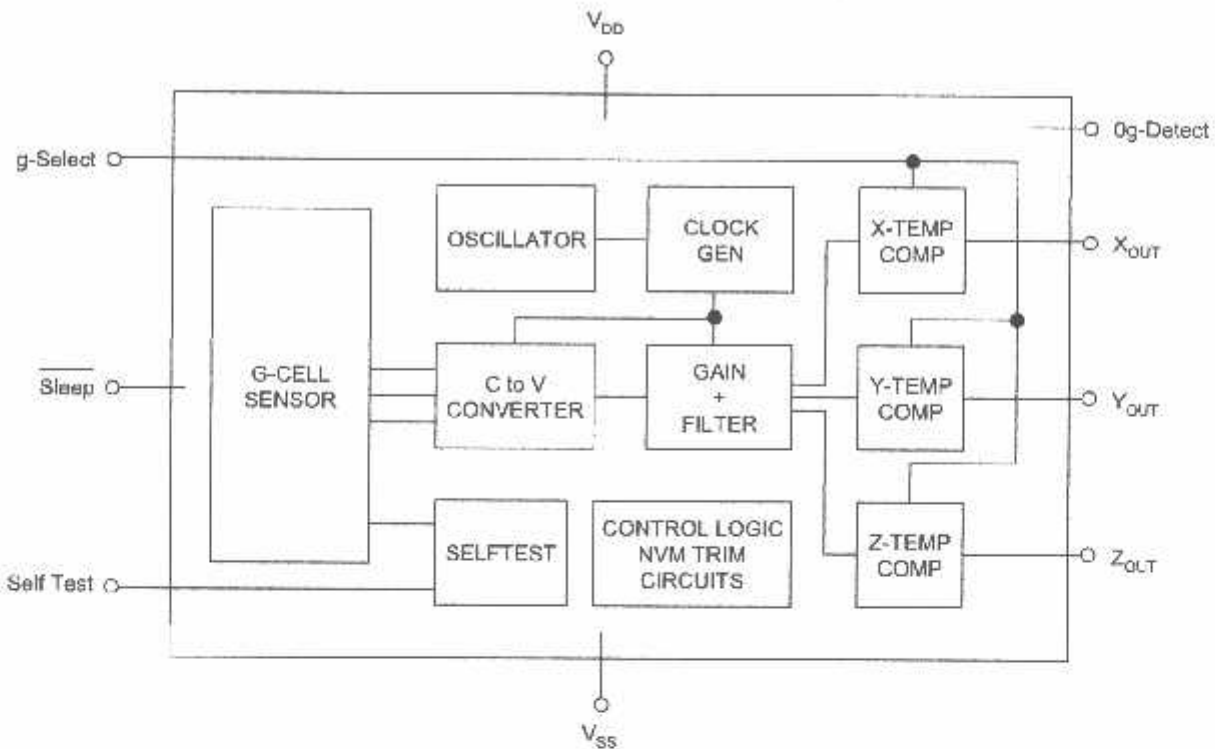 VDD
0g-Detect
g-Select
OSCILLATOR
CLOCK
GEN
X-TEMP
COMP
XOUT
Sleep
G-CELL
SENSOR
C to V
CONVERTER
GAIN
+
FILTER
Y-TEMP
COMP
YOUT
SELFTEST
CONTROL LOGIC
NVM TRIM
CIRCUITS
Z-TEMP
COMP
ZOUT
Self Test
VSS